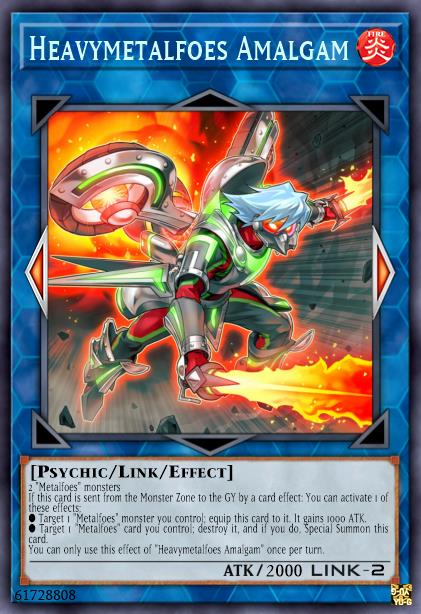 HEAVYMETALFOES AMALGAM
FIRE
炎
[PSYCHIC/LINK/EFFECT]
2 "Metalfoes" monsters
If this card is sent from the Monster Zone to the GY by a card effect: You can activate 1 of
these effects;
● Target 1 "Metalfoes" monster you control; equip this card to it. It gains 1000 ATK.
● Target 1 "Metalfoes" card you control; destroy it, and if you do, Special Summon this
card.
You can only use this effect of "Heavymetalfoes Amalgam" once per turn.
ATK/2000 LINK-2
61728808